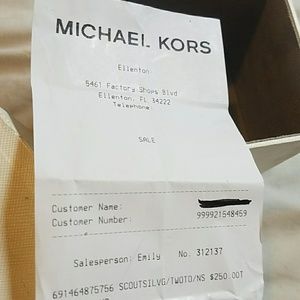 MICHAEL KORS
Ellenton
5461 Factory Shops Blvd
Ellenton, FL 34222
Telephone:
SALE
Customer Name:
Customer Number: 999921548459
Salesperson: Emily No. 312137
691464875756 SCOUTSILVG/TWOTO/NS $250.00T